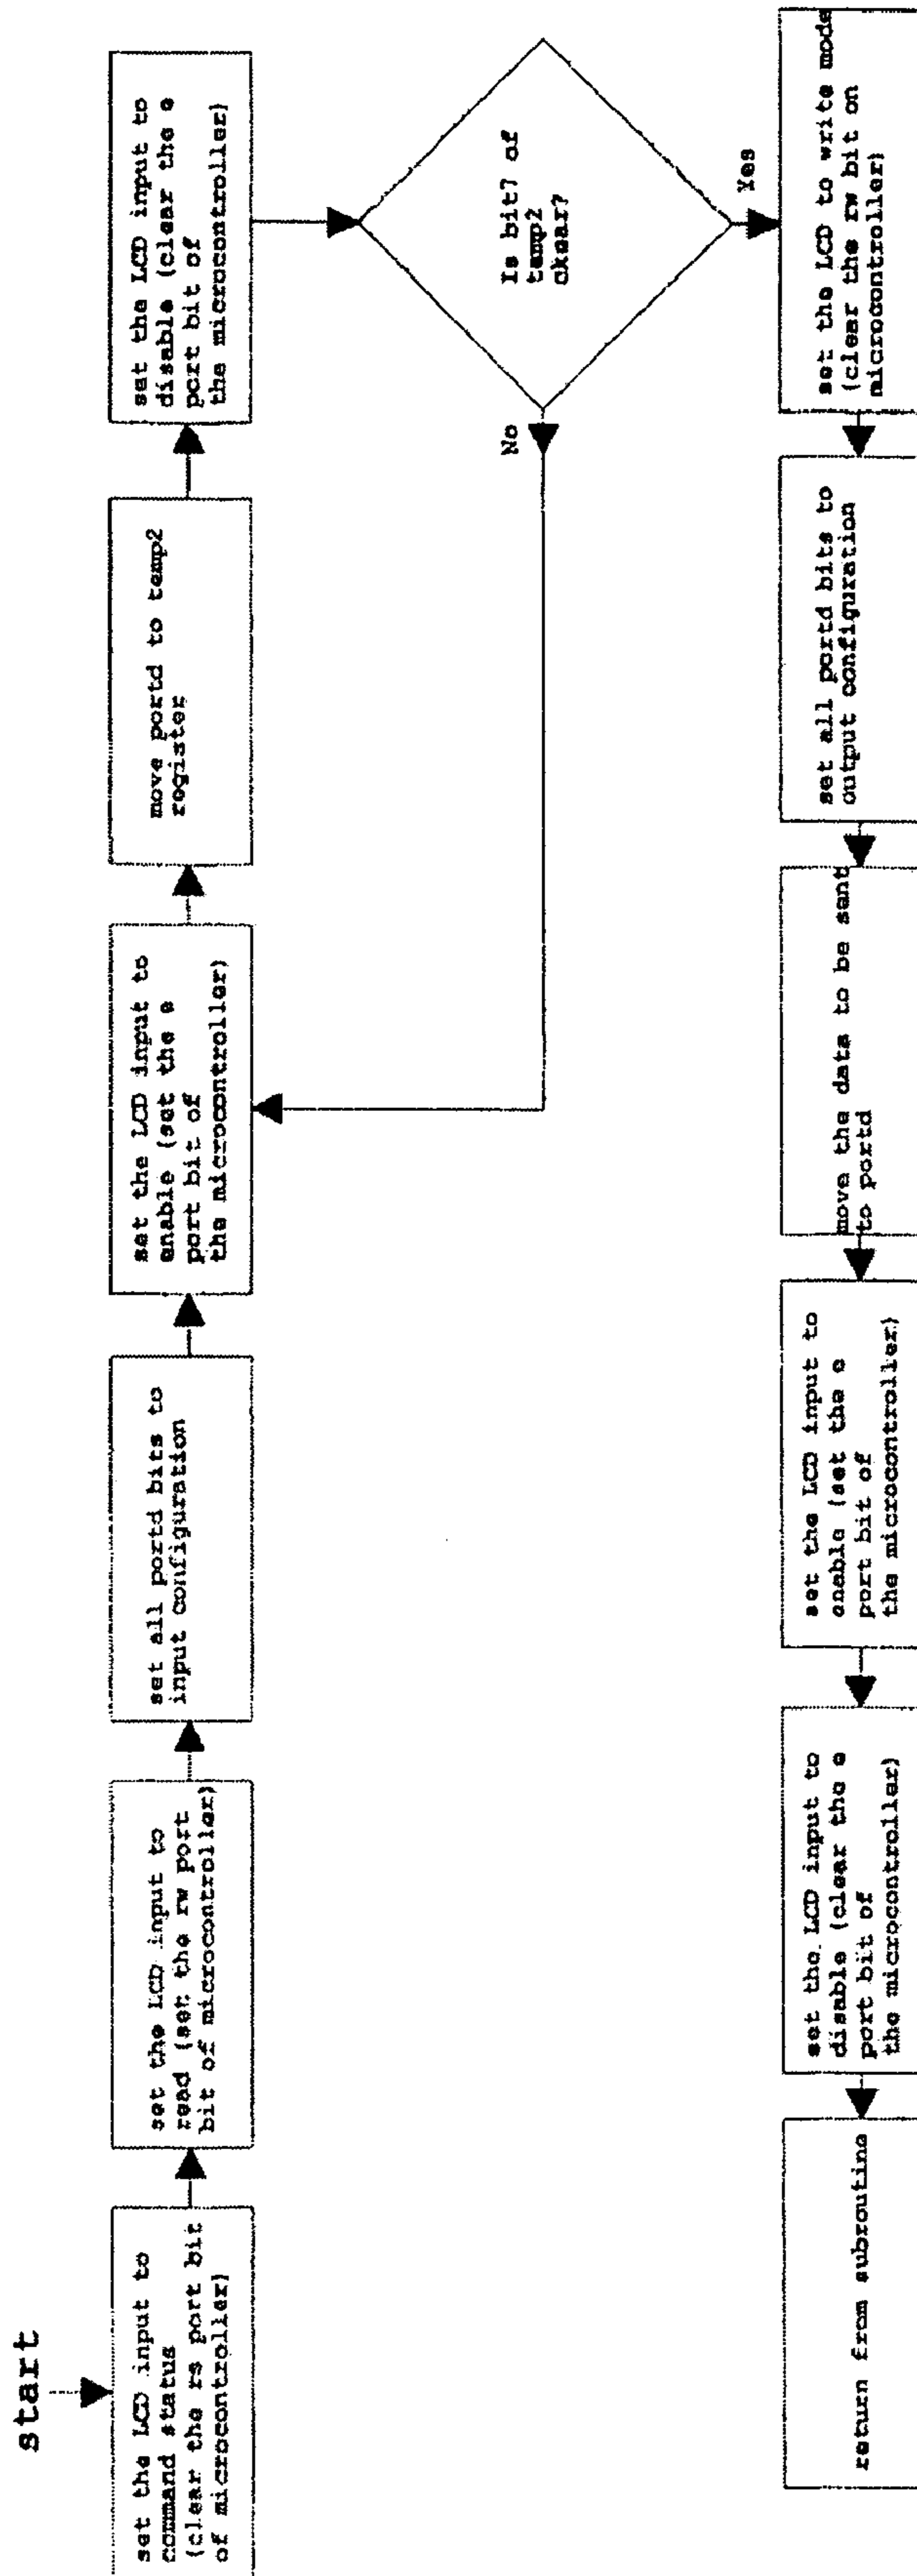 start
set the LCD input to
command status
(clear the rs port bit
of microcontroller)
set the LCD input to
read (set the rw port
bit of microcontroller)
set all portd bits to
input configuration
set the LCD input to
enable (set the e
port bit of
the microcontroller)
move portd to temp2
register
set the LCD input to
disable (clear the e
port bit of
the microcontroller)
Is bit7 of
temp2
ckear?
No
Yes
set the LCD to write mode
(clear the rw bit on
microcontroller)
set all portd bits to
output configuration
move the data to be sent
to portd
set the LCD input to
enable (set the e
port bit of
the microcontroller)
set the LCD input to
disable (clear the e
port bit of
the microcontroller)
return from subroutine